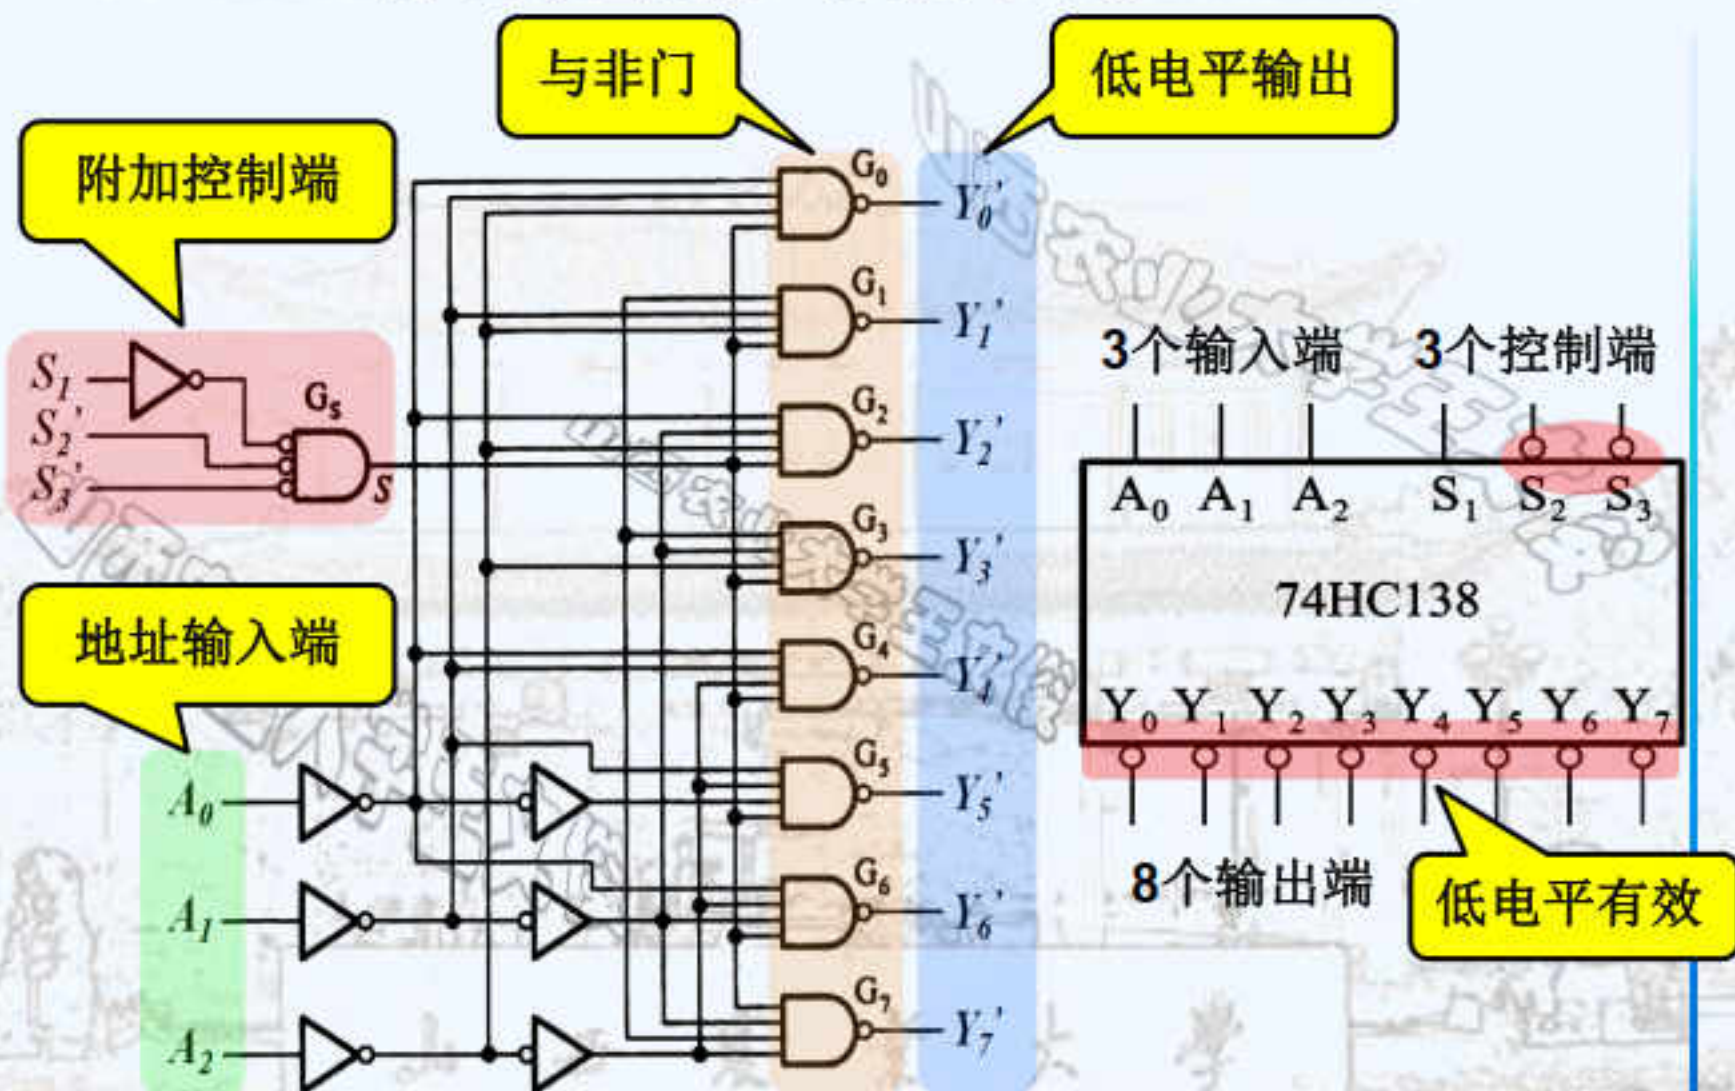 与非门
低电平输出
附加控制端
G₀
Y₀'
G₁
Y₁'
3个输入端 3个控制端
S₁
Gₛ
S₂'
S₃'
S
G₂
Y₂'
A₀ A₁ A₂ S₁ S₂ S₃
G₃
Y₃'
74HC138
地址输入端
G₄
Y₄'
Y₀ Y₁ Y₂ Y₃ Y₄ Y₅ Y₆ Y₇
A₀
G₅
Y₅'
8个输出端
低电平有效
A₁
G₆
Y₆'
A₂
G₇
Y₇'